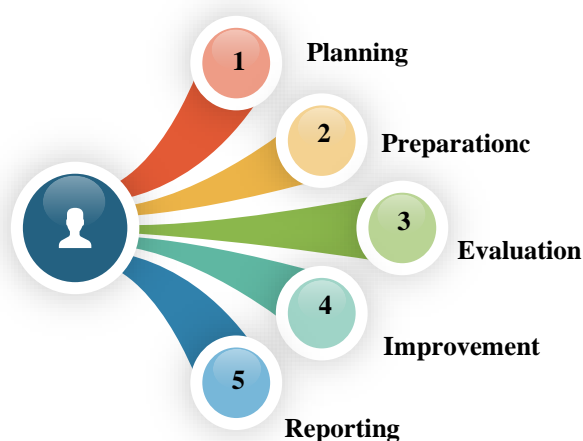 1 Planning
2 Preparationc
3 Evaluation
4 Improvement
5 Reporting